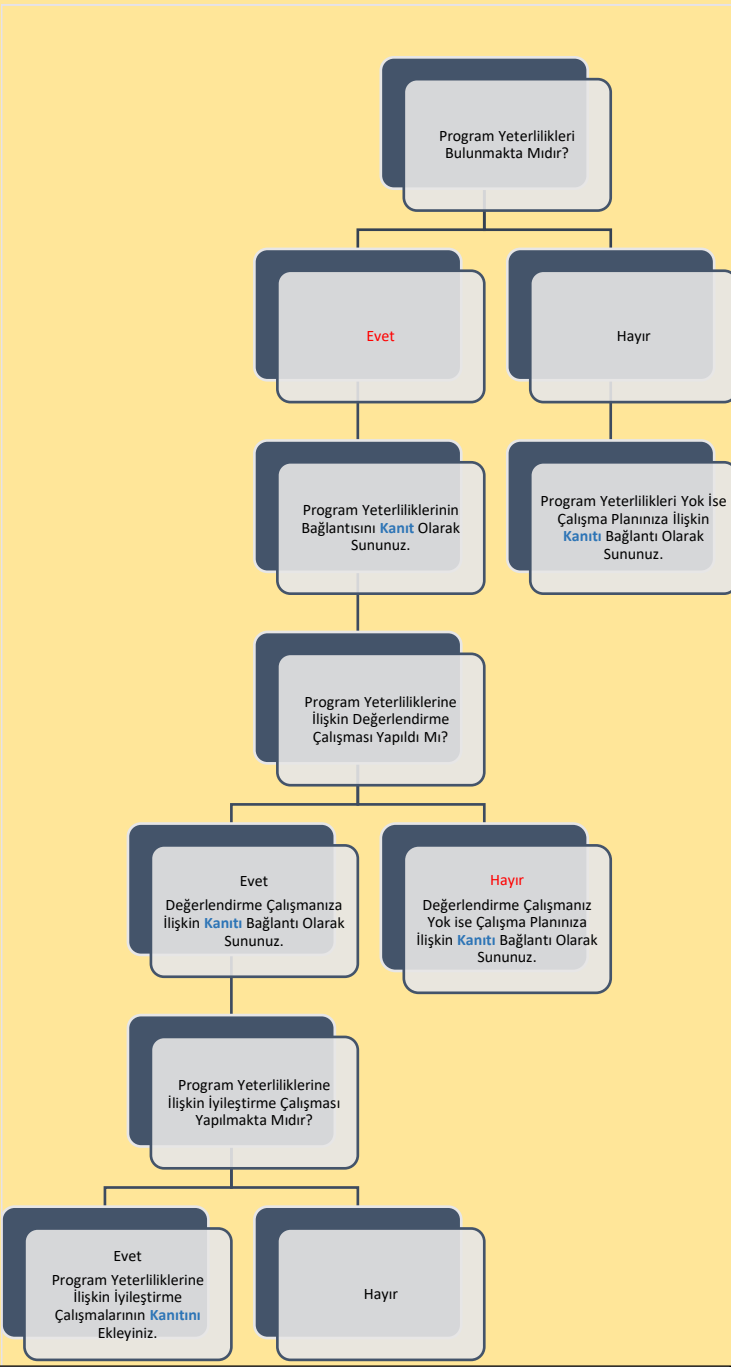 Program Yeterlilikleri
Bulunmakta Mıdır?
Evet
Hayır
Program Yeterliliklerinin
Bağlantısını Kanıt Olarak
Sununuz.
Program Yeterlilikleri Yok İse
Çalışma Planınıza İlişkin
Kanıtı Bağlantı Olarak
Sununuz.
Program Yeterliliklerine
İlişkin Değerlendirme
Çalışması Yapıldı Mı?
Evet
Değerlendirme Çalışmanıza
İlişkin Kanıtı Bağlantı Olarak
Sununuz.
Hayır
Değerlendirme Çalışmanız
Yok ise Çalışma Planınıza
İlişkin Kanıtı Bağlantı Olarak
Sununuz.
Program Yeterliliklerine
İlişkin İyileştirme Çalışması
Yapılmakta Mıdır?
Evet
Program Yeterliliklerine
İlişkin İyileştirme
Çalışmalarının Kanıtını
Ekleyiniz.
Hayır